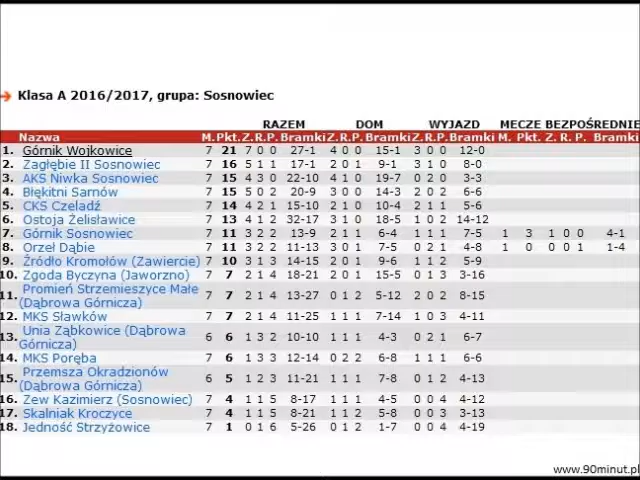 Klasa A 2016/2017, grupa: Sosnowiec
RAZEM DOM WYJAZD MECZE BEZPOŚREDNIE
Nazwa M. Pkt. Z. R. P. Bramki Z. R. P. Bramki Z. R. P. Bramki M. Pkt. Z. R. P. Bramki
1. Górnik Wojkowice 7 21 7 0 0 27-1 4 0 0 15-1 3 0 0 12-0
2. Zagłębie II Sosnowiec 7 16 5 1 1 17-1 2 0 1 9-1 3 1 0 8-0
3. AKS Niwka Sosnowiec 7 15 4 3 0 22-10 4 1 0 19-7 0 2 0 3-3
4. Błękitni Sarnów 7 15 5 0 2 20-9 3 0 0 14-3 2 0 2 6-6
5. CKS Czeladź 7 14 4 2 1 15-10 2 1 0 10-4 2 1 1 5-6
6. Ostoja Żelisławice 7 13 4 1 2 32-17 3 1 0 18-5 1 0 2 14-12
7. Górnik Sosnowiec 7 11 3 2 2 13-9 2 1 1 6-4 1 1 1 7-5 1 3 1 0 0 4-1
8. Orzeł Dąbie 7 11 3 2 2 11-13 3 0 1 7-5 0 2 1 4-8 1 0 0 0 1 1-4
9. Źródło Kromołów (Zawiercie) 7 10 3 1 3 14-15 2 0 1 9-6 1 1 2 5-9
10. Zgoda Byczyna (Jaworzno) 7 7 2 1 4 18-21 2 0 1 15-5 0 1 3 3-16
Promień Strzemieszyce Małe
11. (Dąbrowa Górnicza) 7 7 2 1 4 13-27 0 1 2 5-12 2 0 2 8-15
12. MKS Sławków 7 7 2 1 4 11-25 1 1 1 7-14 1 0 3 4-11
Unia Ząbkowice (Dąbrowa
13. Górnicza) 6 6 1 3 2 10-10 1 1 1 4-3 0 2 1 6-7
14. MKS Poręba 7 6 1 3 3 12-14 0 2 2 6-8 1 1 1 6-6
Przemsza Okradzionów
15. (Dąbrowa Górnicza) 6 5 1 2 3 11-21 1 1 1 7-8 0 1 2 4-13
16. Zew Kazimierz (Sosnowiec) 7 4 1 1 5 8-17 1 1 1 4-5 0 0 4 4-12
17. Skalniak Kroczyce 7 4 1 1 5 8-21 1 1 2 5-8 0 0 3 3-13
18. Jedność Strzyżowice 7 1 0 1 6 5-26 0 1 2 1-7 0 0 4 4-19
www.90minut.pl